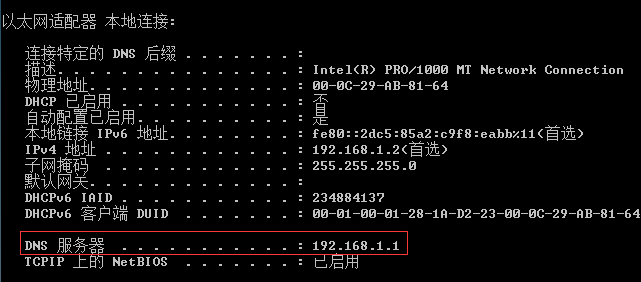 以太网适配器 本地连接:
连接特定的 DNS 后缀 . . . . . . . :
描述. . . . . . . . . . . . . . . : Intel(R) PRO/1000 MT Network Connection
物理地址. . . . . . . . . . . . . : 00-0C-29-AB-81-64
DHCP 已启用 . . . . . . . . . . . : 否
自动配置已启用. . . . . . . . . . : 是
本地链接 IPv6 地址. . . . . . . . : fe80::2dc5:85a2:c9f8:eabb%11(首选)
IPv4 地址 . . . . . . . . . . . . : 192.168.1.2(首选)
子网掩码 . . . . . . . . . . . . : 255.255.255.0
默认网关. . . . . . . . . . . . . :
DHCPv6 IAID . . . . . . . . . . . : 234884137
DHCPv6 客户端 DUID . . . . . . . : 00-01-00-01-28-1A-D2-23-00-0C-29-AB-81-64
DNS 服务器 . . . . . . . . . . . : 192.168.1.1
TCPIP 上的 NetBIOS . . . . . . . : 已启用